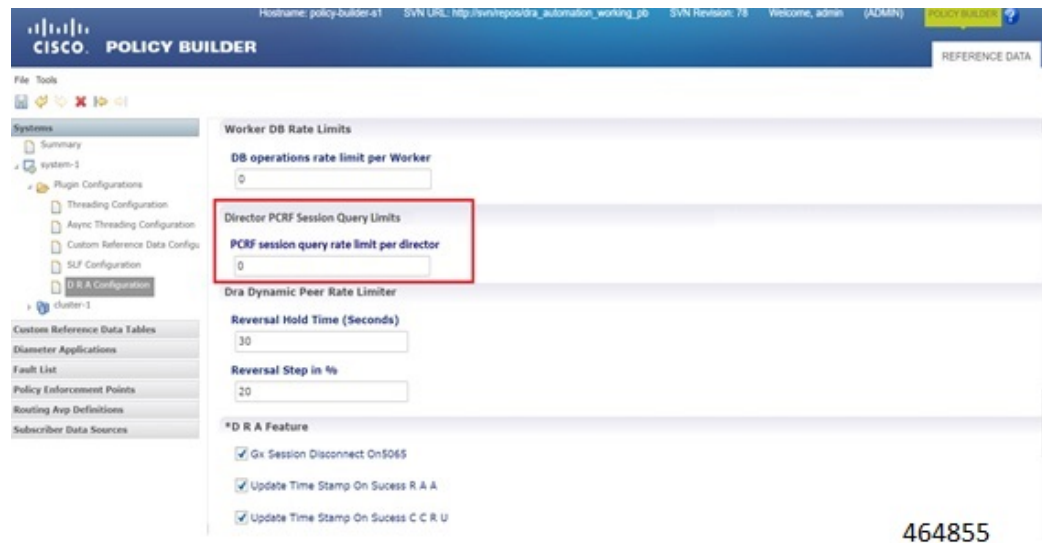 Hostname: policy-builder-s1 SVN URL: http://svn/repos/dra_automation_working_pb SVN Revision: 78 Welcome, admin (ADMIN) POLICY BUILDER ?
CISCO. POLICY BUILDER
REFERENCE DATA
File Tools
Systems
Summary
system-1
Plugin Configurations
Threading Configuration
Async Threading Configuration
Custom Reference Data Configu
SLF Configuration
D R A Configuration
cluster-1
Custom Reference Data Tables
Diameter Applications
Fault List
Policy Enforcement Points
Routing Avp Definitions
Subscriber Data Sources
Worker DB Rate Limits
DB operations rate limit per Worker
0
Director PCRF Session Query Limits
PCRF session query rate limit per director
0
Dra Dynamic Peer Rate Limiter
Reversal Hold Time (Seconds)
30
Reversal Step in %
20
*D R A Feature
Gx Session Disconnect On5065
Update Time Stamp On Sucess R A A
Update Time Stamp On Sucess C C R U
464855